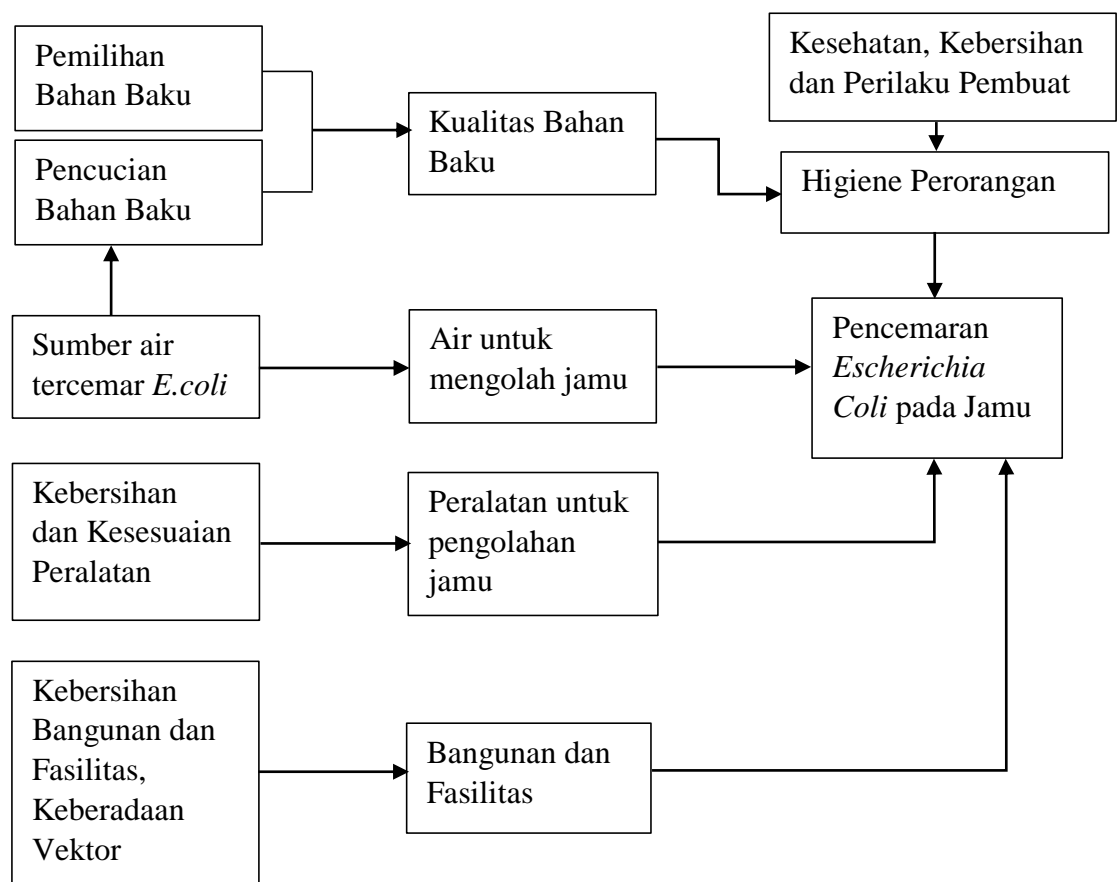 Pemilihan
Bahan Baku
Kesehatan, Kebersihan
dan Perilaku Pembuat
Kualitas Bahan
Baku
Pencucian
Bahan Baku
Higiene Perorangan
Sumber air
tercemar E.coli
Air untuk
mengolah jamu
Pencemaran
Escherichia
Coli pada Jamu
Kebersihan
dan Kesesuaian
Peralatan
Peralatan untuk
pengolahan
jamu
Kebersihan
Bangunan dan
Fasilitas,
Keberadaan
Vektor
Bangunan dan
Fasilitas